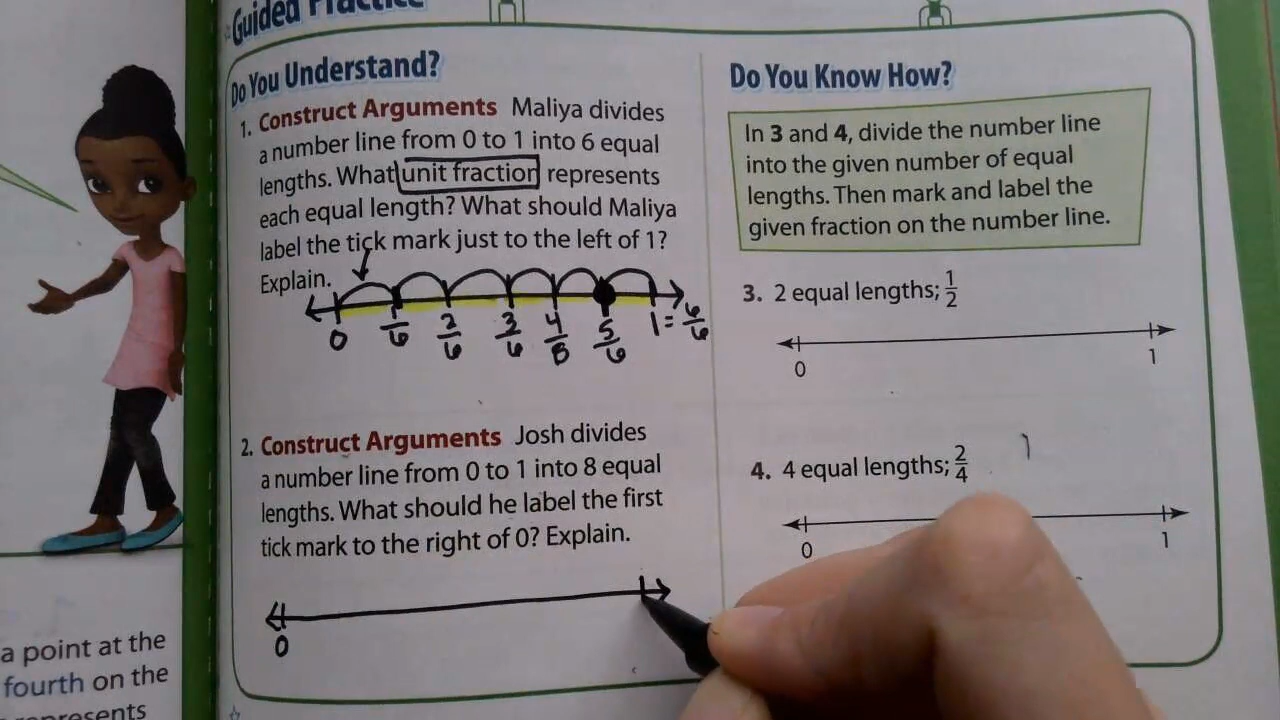 Guided Practice
Do You Understand?
1. Construct Arguments Maliya divides
a number line from 0 to 1 into 6 equal
lengths. What unit fraction represents
each equal length? What should Maliya
label the tick mark just to the left of 1?
Explain.
0 1/6 2/6 3/6 4/8 5/6 1 = 6/6
2. Construct Arguments Josh divides
a number line from 0 to 1 into 8 equal
lengths. What should he label the first
tick mark to the right of 0? Explain.
0
Do You Know How?
In 3 and 4, divide the number line
into the given number of equal
lengths. Then mark and label the
given fraction on the number line.
3. 2 equal lengths; 1/2
0 1
4. 4 equal lengths; 2/4
0 1
a point at the
fourth on the
represents